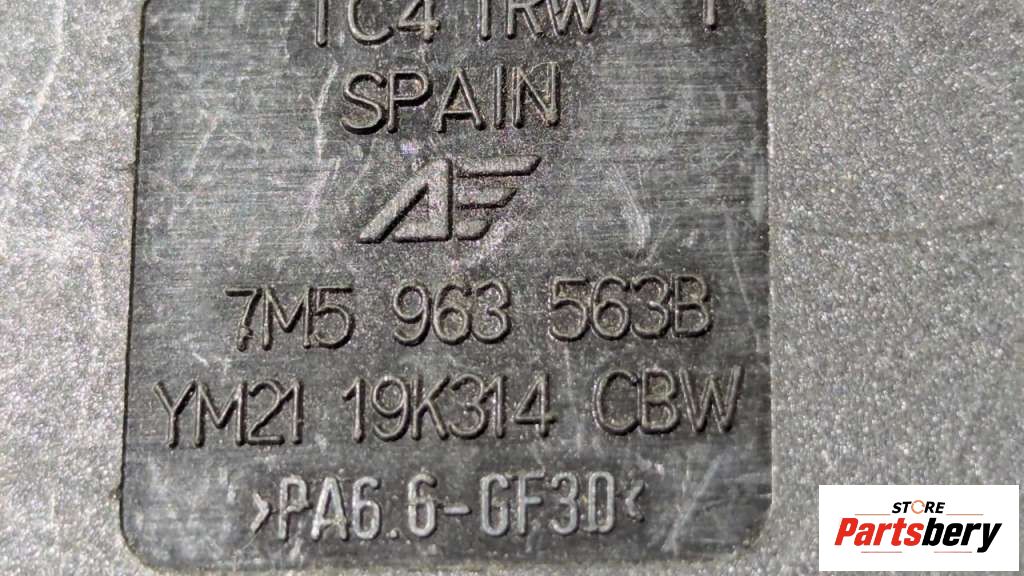 TC4 TRW
SPAIN
7M5 963 563B
YM21 19K314 CBW
>PA6.6-GF30<
STORE
Partsbery